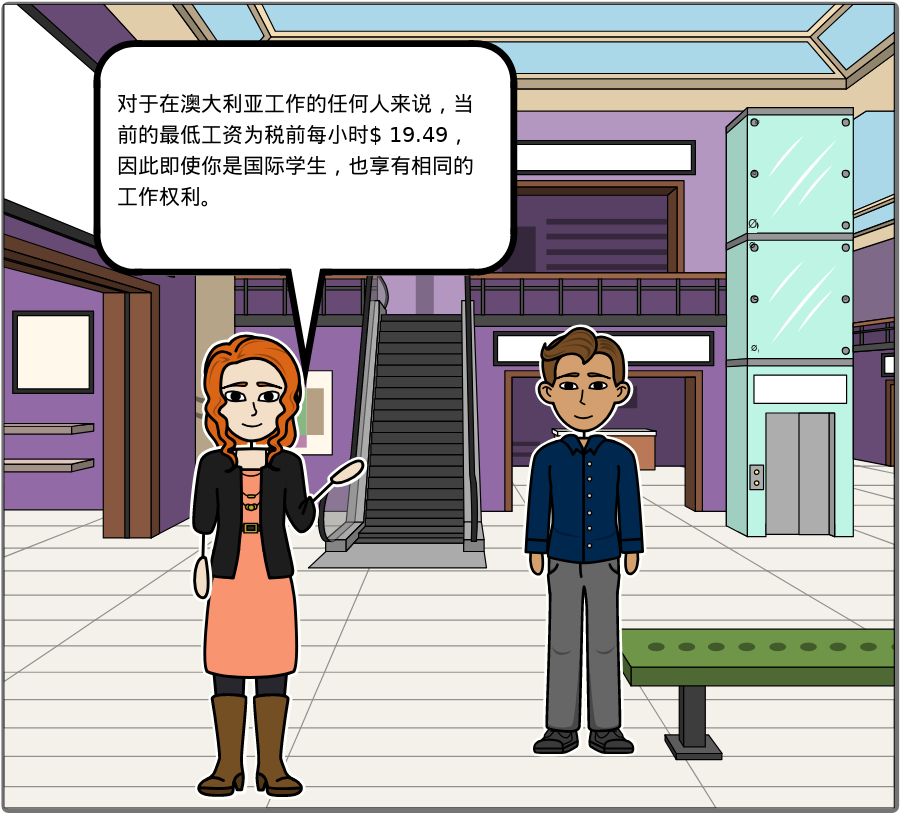 对于在澳大利亚工作的任何人来说，当
前的最低工资为税前每小时$ 19.49，
因此即使你是国际学生，也享有相同的
工作权利。